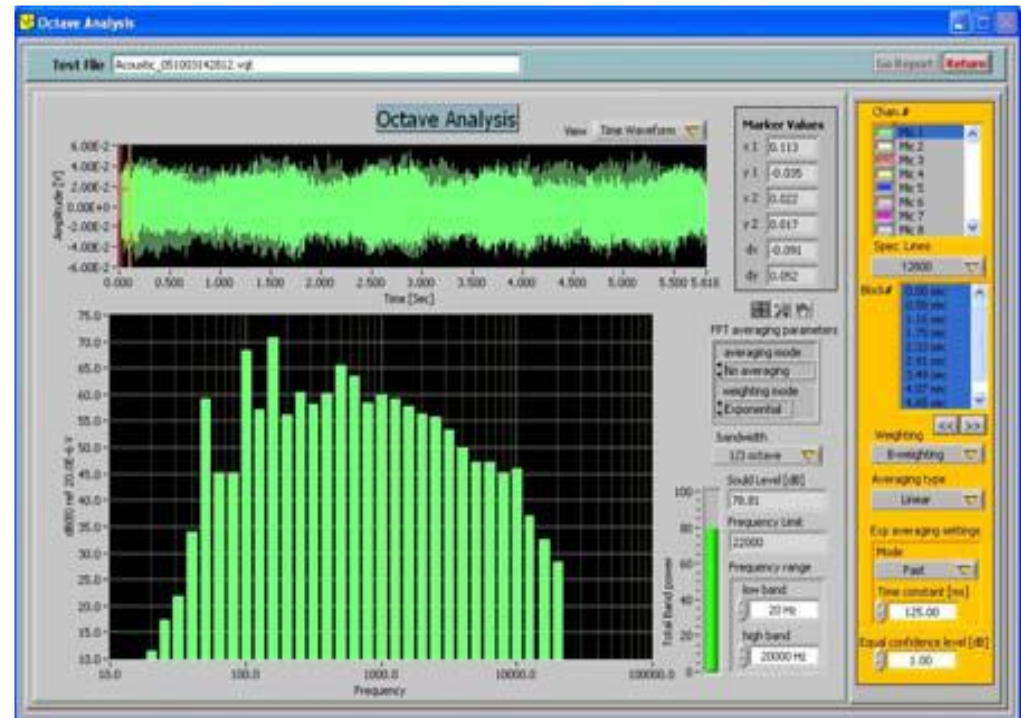 Octave Analysis
Test File Acoustic_051003142812.vgt
Go Report Return
Octave Analysis
View Time Waveform
Amplitude [V]
6.00E-2
4.00E-2
2.00E-2
0.00E+0
-2.00E-2
-4.00E-2
-6.00E-2
0.000 0.500 1.000 1.500 2.000 2.500 3.000 3.500 4.000 4.500 5.000 5.500 5.818
Time [Sec]
Marker Values
x 1 0.113
y 1 -0.035
x 2 0.022
y 2 0.017
dx -0.091
dy 0.052
75.0
70.0
65.0
60.0
55.0
50.0
45.0
40.0
35.0
30.0
25.0
20.0
15.0
10.0
10.0 100.0 1000.0 10000.0 100000.0
Frequency
FFT averaging parameters
averaging mode
No averaging
weighting mode
Exponential
bandwidth
1/3 octave
Sould Level [dB]
78.81
Frequency Limit
22000
Frequency range
low band
20 Hz
high band
20000 Hz
Total Band power
100
80
60
40
20
0
Chan.#
Mic 1
Mic 2
Mic 3
Mic 4
Mic 5
Mic 6
Mic 7
Mic 8
Spec. Lines
12800
Block#
0.00 sec
<< >>
Weighting
B-weighting
Averaging type
Linear
Exp averaging settings
Mode
Fast
Time constant [ms]
125.00
Equal confidence level [dB]
1.00